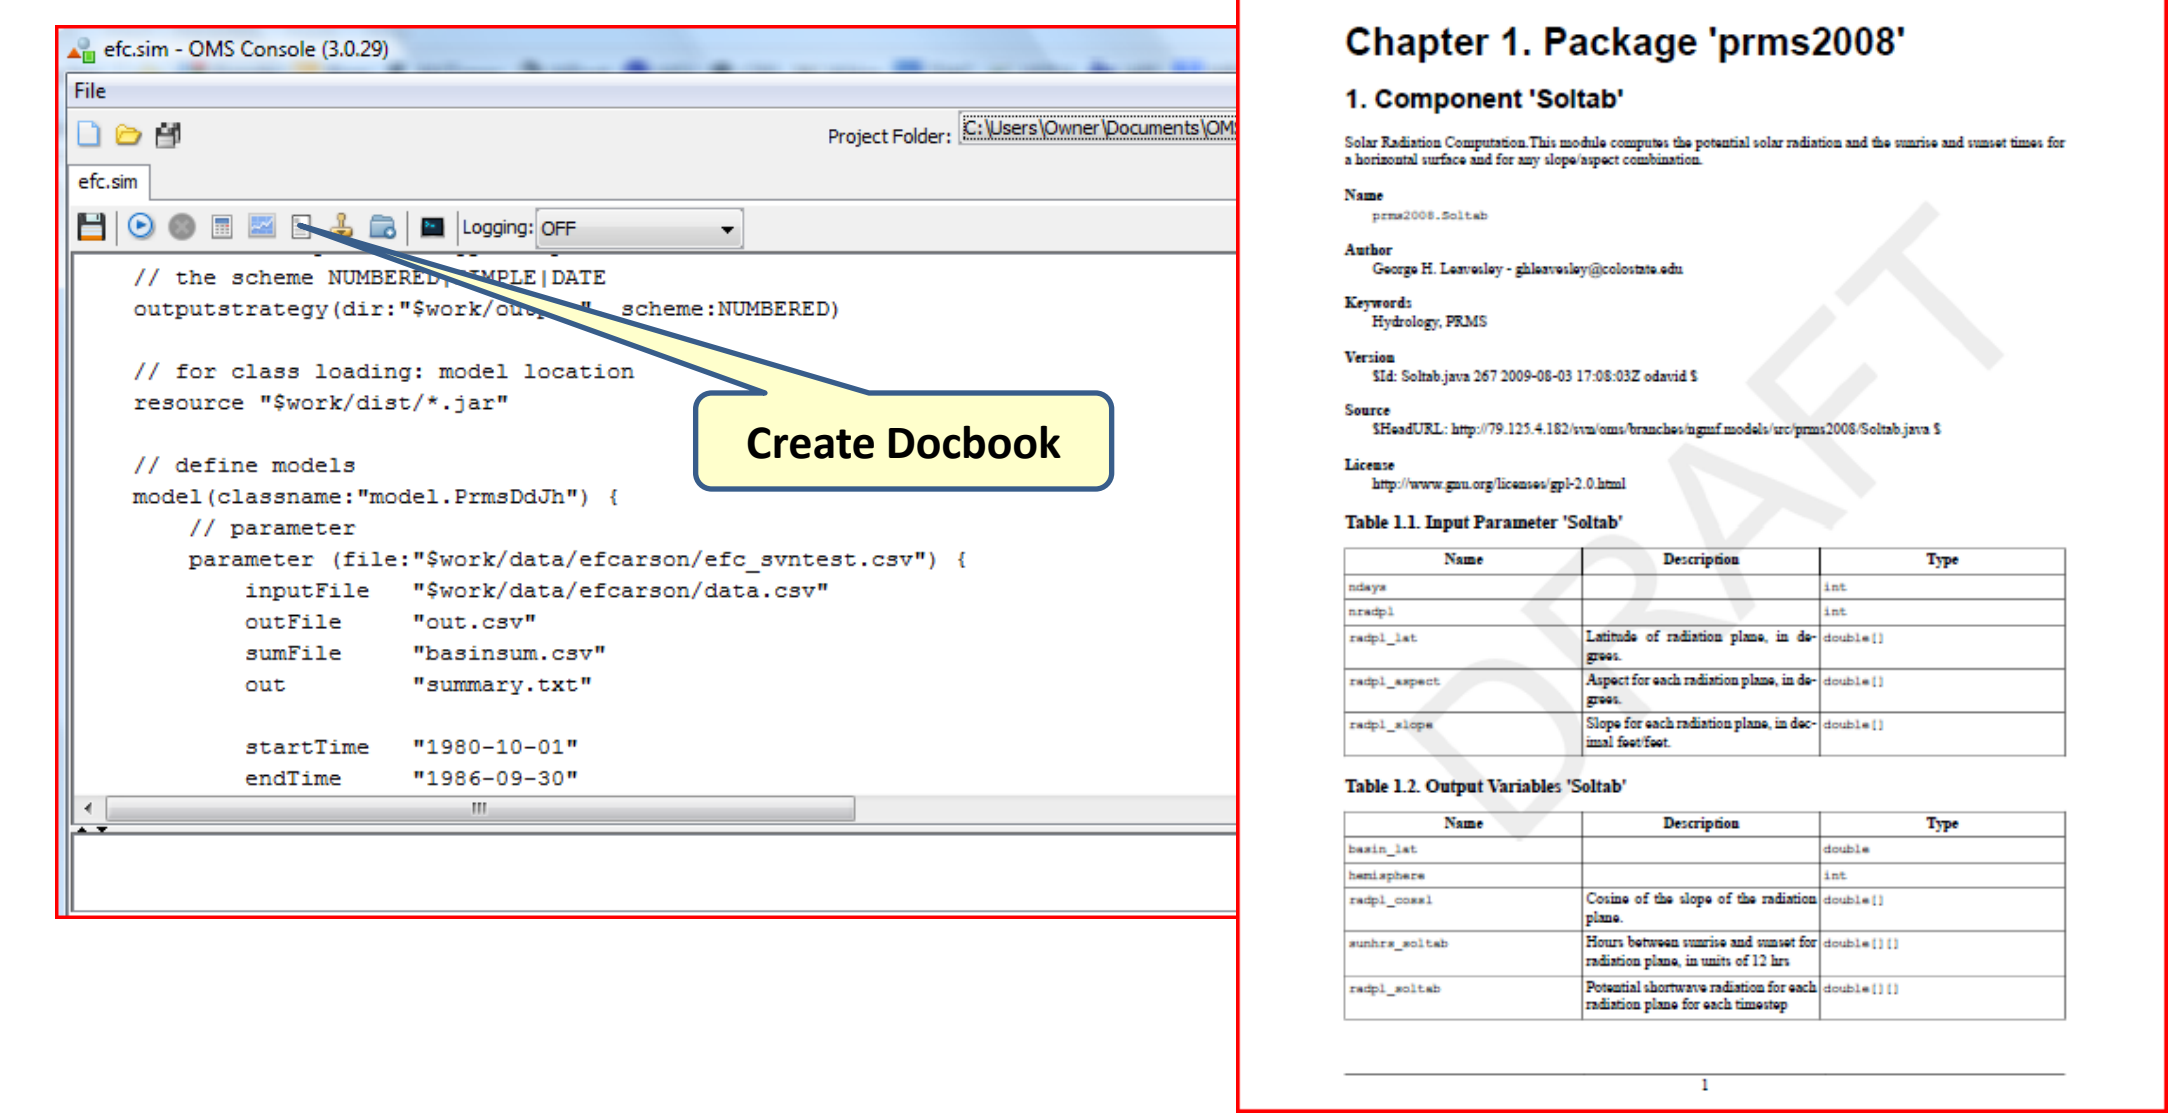 efc.sim - OMS Console (3.0.29)
File
Project Folder: C:\Users\Owner\Documents\OM
efc.sim
Logging: OFF
// the scheme NUMBERED|SIMPLE|DATE
outputstrategy(dir:"$work/output", scheme:NUMBERED)
// for class loading: model location
resource "$work/dist/*.jar"
// define models
model(classname:"model.PrmsDdJh") {
// parameter
parameter (file:"$work/data/efcarson/efc_svntest.csv") {
inputFile "$work/data/efcarson/data.csv"
outFile "out.csv"
sumFile "basinsum.csv"
out "summary.txt"
startTime "1980-10-01"
endTime "1986-09-30"
Create Docbook
Chapter 1. Package 'prms2008'
1. Component 'Soltab'
Solar Radiation Computation.This module computes the potential solar radiation and the sunrise and sunset times for
a horizontal surface and for any slope/aspect combination.
Name
prms2008.Soltab
Author
George H. Leavesley - ghleavesley@colostate.edu
Keywords
Hydrology, PRMS
Version
$Id: Soltab.java 267 2009-08-03 17:08:03Z odavid $
Source
$HeadURL: http://79.125.4.182/svn/oms/branches/ngmf.models/src/prms2008/Soltab.java $
License
http://www.gnu.org/licenses/gpl-2.0.html
Table 1.1. Input Parameter 'Soltab'
Name Description Type
ndays int
nradpl int
radpl_lat Latitude of radiation plane, in de- double[]
grees.
radpl_aspect Aspect for each radiation plane, in de- double[]
grees.
radpl_slope Slope for each radiation plane, in dec- double[]
imal feet/feet.
Table 1.2. Output Variables 'Soltab'
Name Description Type
basin_lat double
hemisphere int
radpl_cossl Cosine of the slope of the radiation double[]
plane.
sunhrs_soltab Hours between sunrise and sunset for double[][]
radiation plane, in units of 12 hrs
radpl_soltab Potential shortwave radiation for each double[][]
radiation plane for each timestep
DRAFT
1